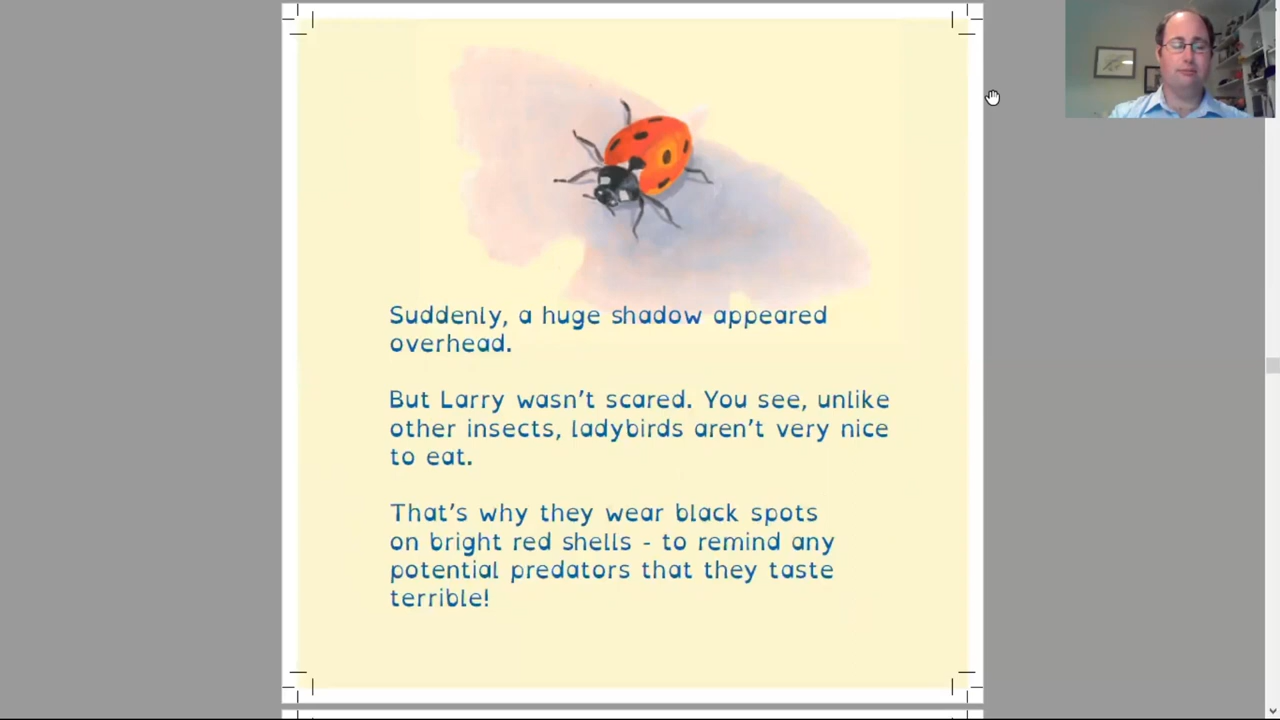 Suddenly, a huge shadow appeared
overhead.
But Larry wasn't scared. You see, unlike
other insects, ladybirds aren't very nice
to eat.
That's why they wear black spots
on bright red shells - to remind any
potential predators that they taste
terrible!